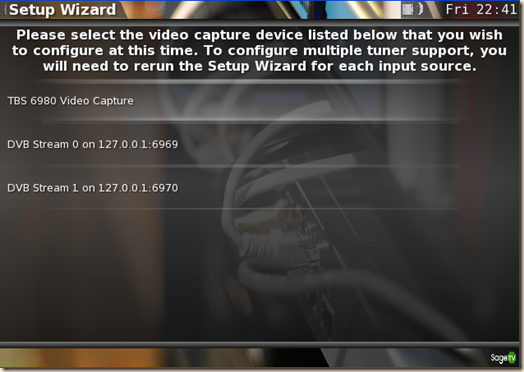 Setup Wizard
Fri 22:41
Please select the video capture device listed below that you wish
to configure at this time. To configure multiple tuner support, you
will need to rerun the Setup Wizard for each input source.
TBS 6980 Video Capture
DVB Stream 0 on 127.0.0.1:6969
DVB Stream 1 on 127.0.0.1:6970
SageTV